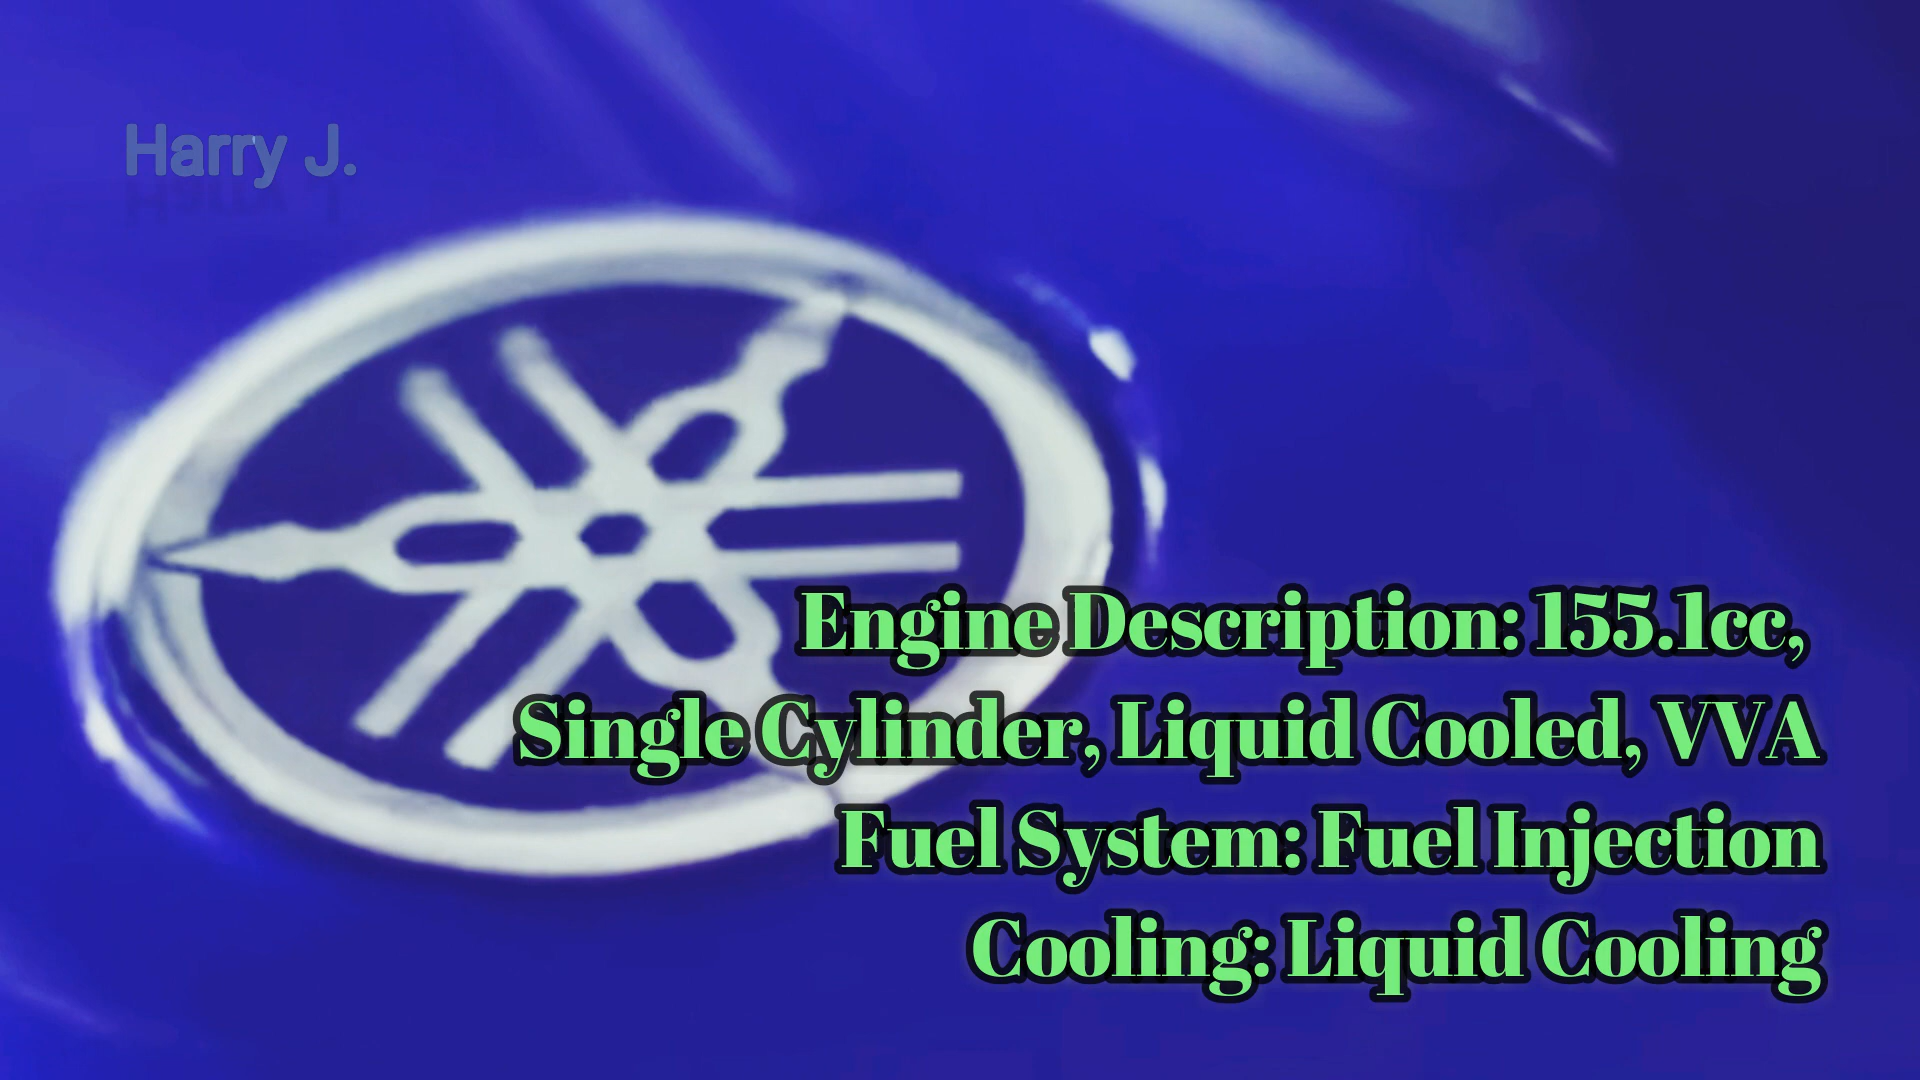 Harry J.
Engine Description: 155.1cc,
Single Cylinder, Liquid Cooled, VVA
Fuel System: Fuel Injection
Cooling: Liquid Cooling